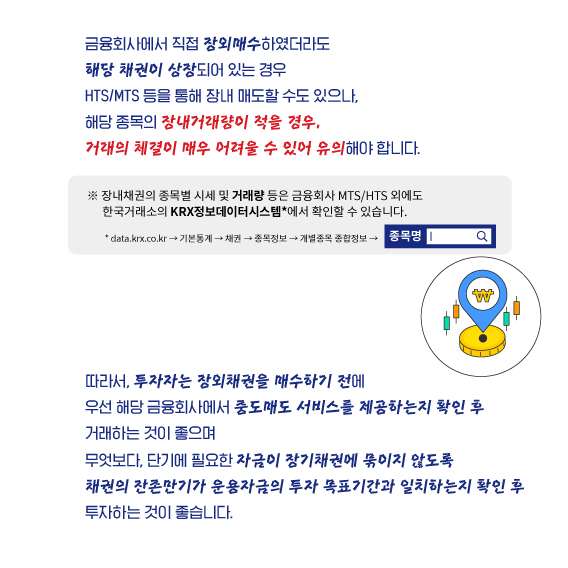 금융회사에서 직접 장외매수하였더라도
해당 채권이 상장되어 있는 경우
HTS/MTS 등을 통해 장내 매도할 수도 있으나,
해당 종목의 장내거래량이 적을 경우,
거래의 체결이 매우 어려울 수 있어 유의해야 합니다.
※ 장내채권의 종목별 시세 및 거래량 등은 금융회사 MTS/HTS 외에도
한국거래소의 KRX정보데이터시스템*에서 확인할 수 있습니다.
* data.krx.co.kr → 기본통계 → 채권 → 종목정보 → 개별종목 종합정보 → 종목명
₩
따라서, 투자자는 장외채권을 매수하기 전에
우선 해당 금융회사에서 중도매도 서비스를 제공하는지 확인 후
거래하는 것이 좋으며
무엇보다, 단기에 필요한 자금이 장기채권에 묶이지 않도록
채권의 잔존만기가 운용자금의 투자 목표기간과 일치하는지 확인 후
투자하는 것이 좋습니다.